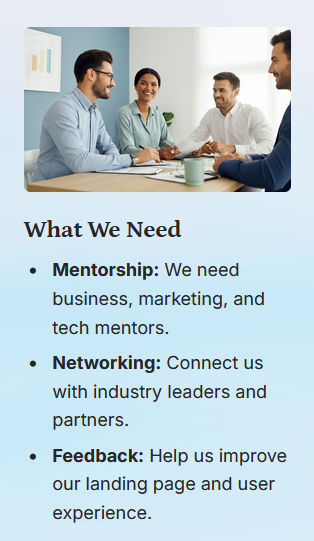 What We Need
• Mentorship: We need
business, marketing, and
tech mentors.
• Networking: Connect us
with industry leaders and
partners.
• Feedback: Help us improve
our landing page and user
experience.